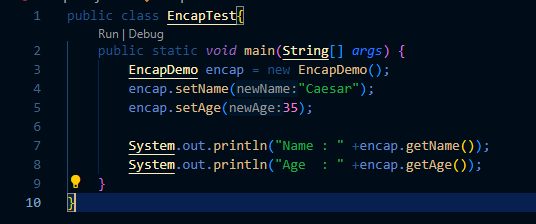 1 public class EncapTest{
Run | Debug
2 public static void main(String[] args) {
3 EncapDemo encap = new EncapDemo();
4 encap.setName(newName:"Caesar");
5 encap.setAge(newAge:35);
6
7 System.out.println("Name : " +encap.getName());
8 System.out.println("Age  : " +encap.getAge());
9 }
10 }